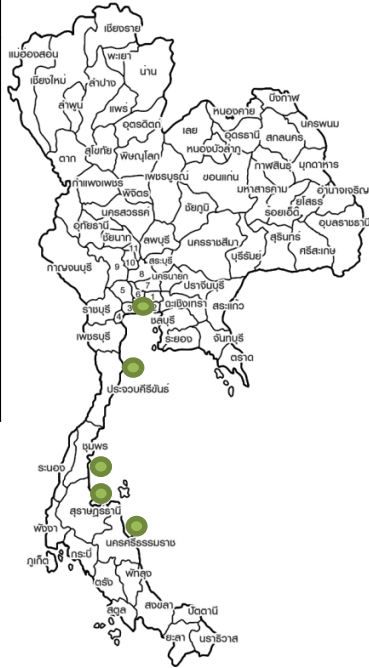 เชียงราย
แม่ฮ่องสอน
พะเยา
เชียงใหม่
น่าน
ลำปาง
ลำพูน
แพร่
อุตรดิตถ์
ตาก
สุโขทัย
พิษณุโลก
เลย
หนองคาย
บึงกาฬ
อุดรธานี
นครพนม
สกลนคร
หนองบัวลำภู
กำแพงเพชร
พิจิตร
เพชรบูรณ์
ขอนแก่น
กาฬสินธุ์
มุกดาหาร
มหาสารคาม
อำนาจเจริญ
ยโสธร
ร้อยเอ็ด
ชัยภูมิ
นครสวรรค์
อุทัยธานี
ชัยนาท
ลพบุรี
นครราชสีมา
บุรีรัมย์
สุรินทร์
ศรีสะเกษ
อุบลราชธานี
11
10
สระบุรี
9
8
นครนายก
กาญจนบุรี
7
ปราจีนบุรี
5
6
1
ฉะเชิงเทรา
สระแก้ว
ราชบุรี
3
4
ชลบุรี
ระยอง
จันทบุรี
ตราด
เพชรบุรี
ประจวบคีรีขันธ์
ชุมพร
ระนอง
สุราษฎร์ธานี
พังงา
ภูเก็ต
กระบี่
นครศรีธรรมราช
ตรัง
พัทลุง
สตูล
สงขลา
ปัตตานี
ยะลา
นราธิวาส